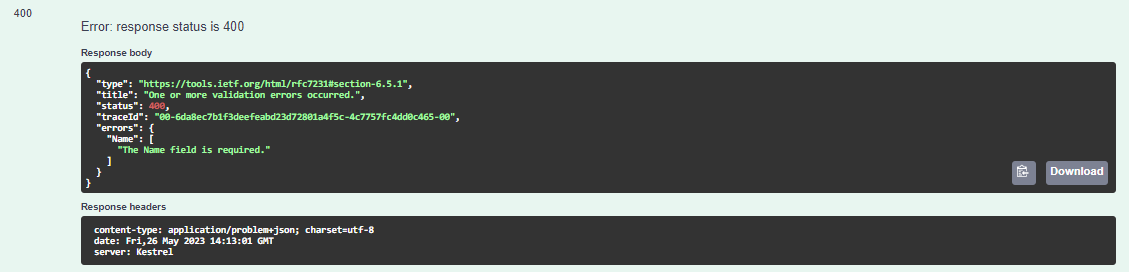 400
Error: response status is 400
Response body
{
"type": "https://tools.ietf.org/html/rfc7231#section-6.5.1",
"title": "One or more validation errors occurred.",
"status": 400,
"traceId": "00-6da8ec7b1f3deefeabd23d72801a4f5c-4c7757fc4dd0c465-00",
"errors": {
"Name": [
"The Name field is required."
]
}
}
Download
Response headers
content-type: application/problem+json; charset=utf-8
date: Fri,26 May 2023 14:13:01 GMT
server: Kestrel